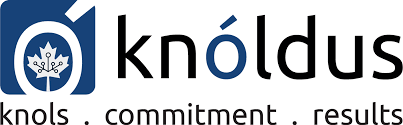 knóldus
knols . commitment . results